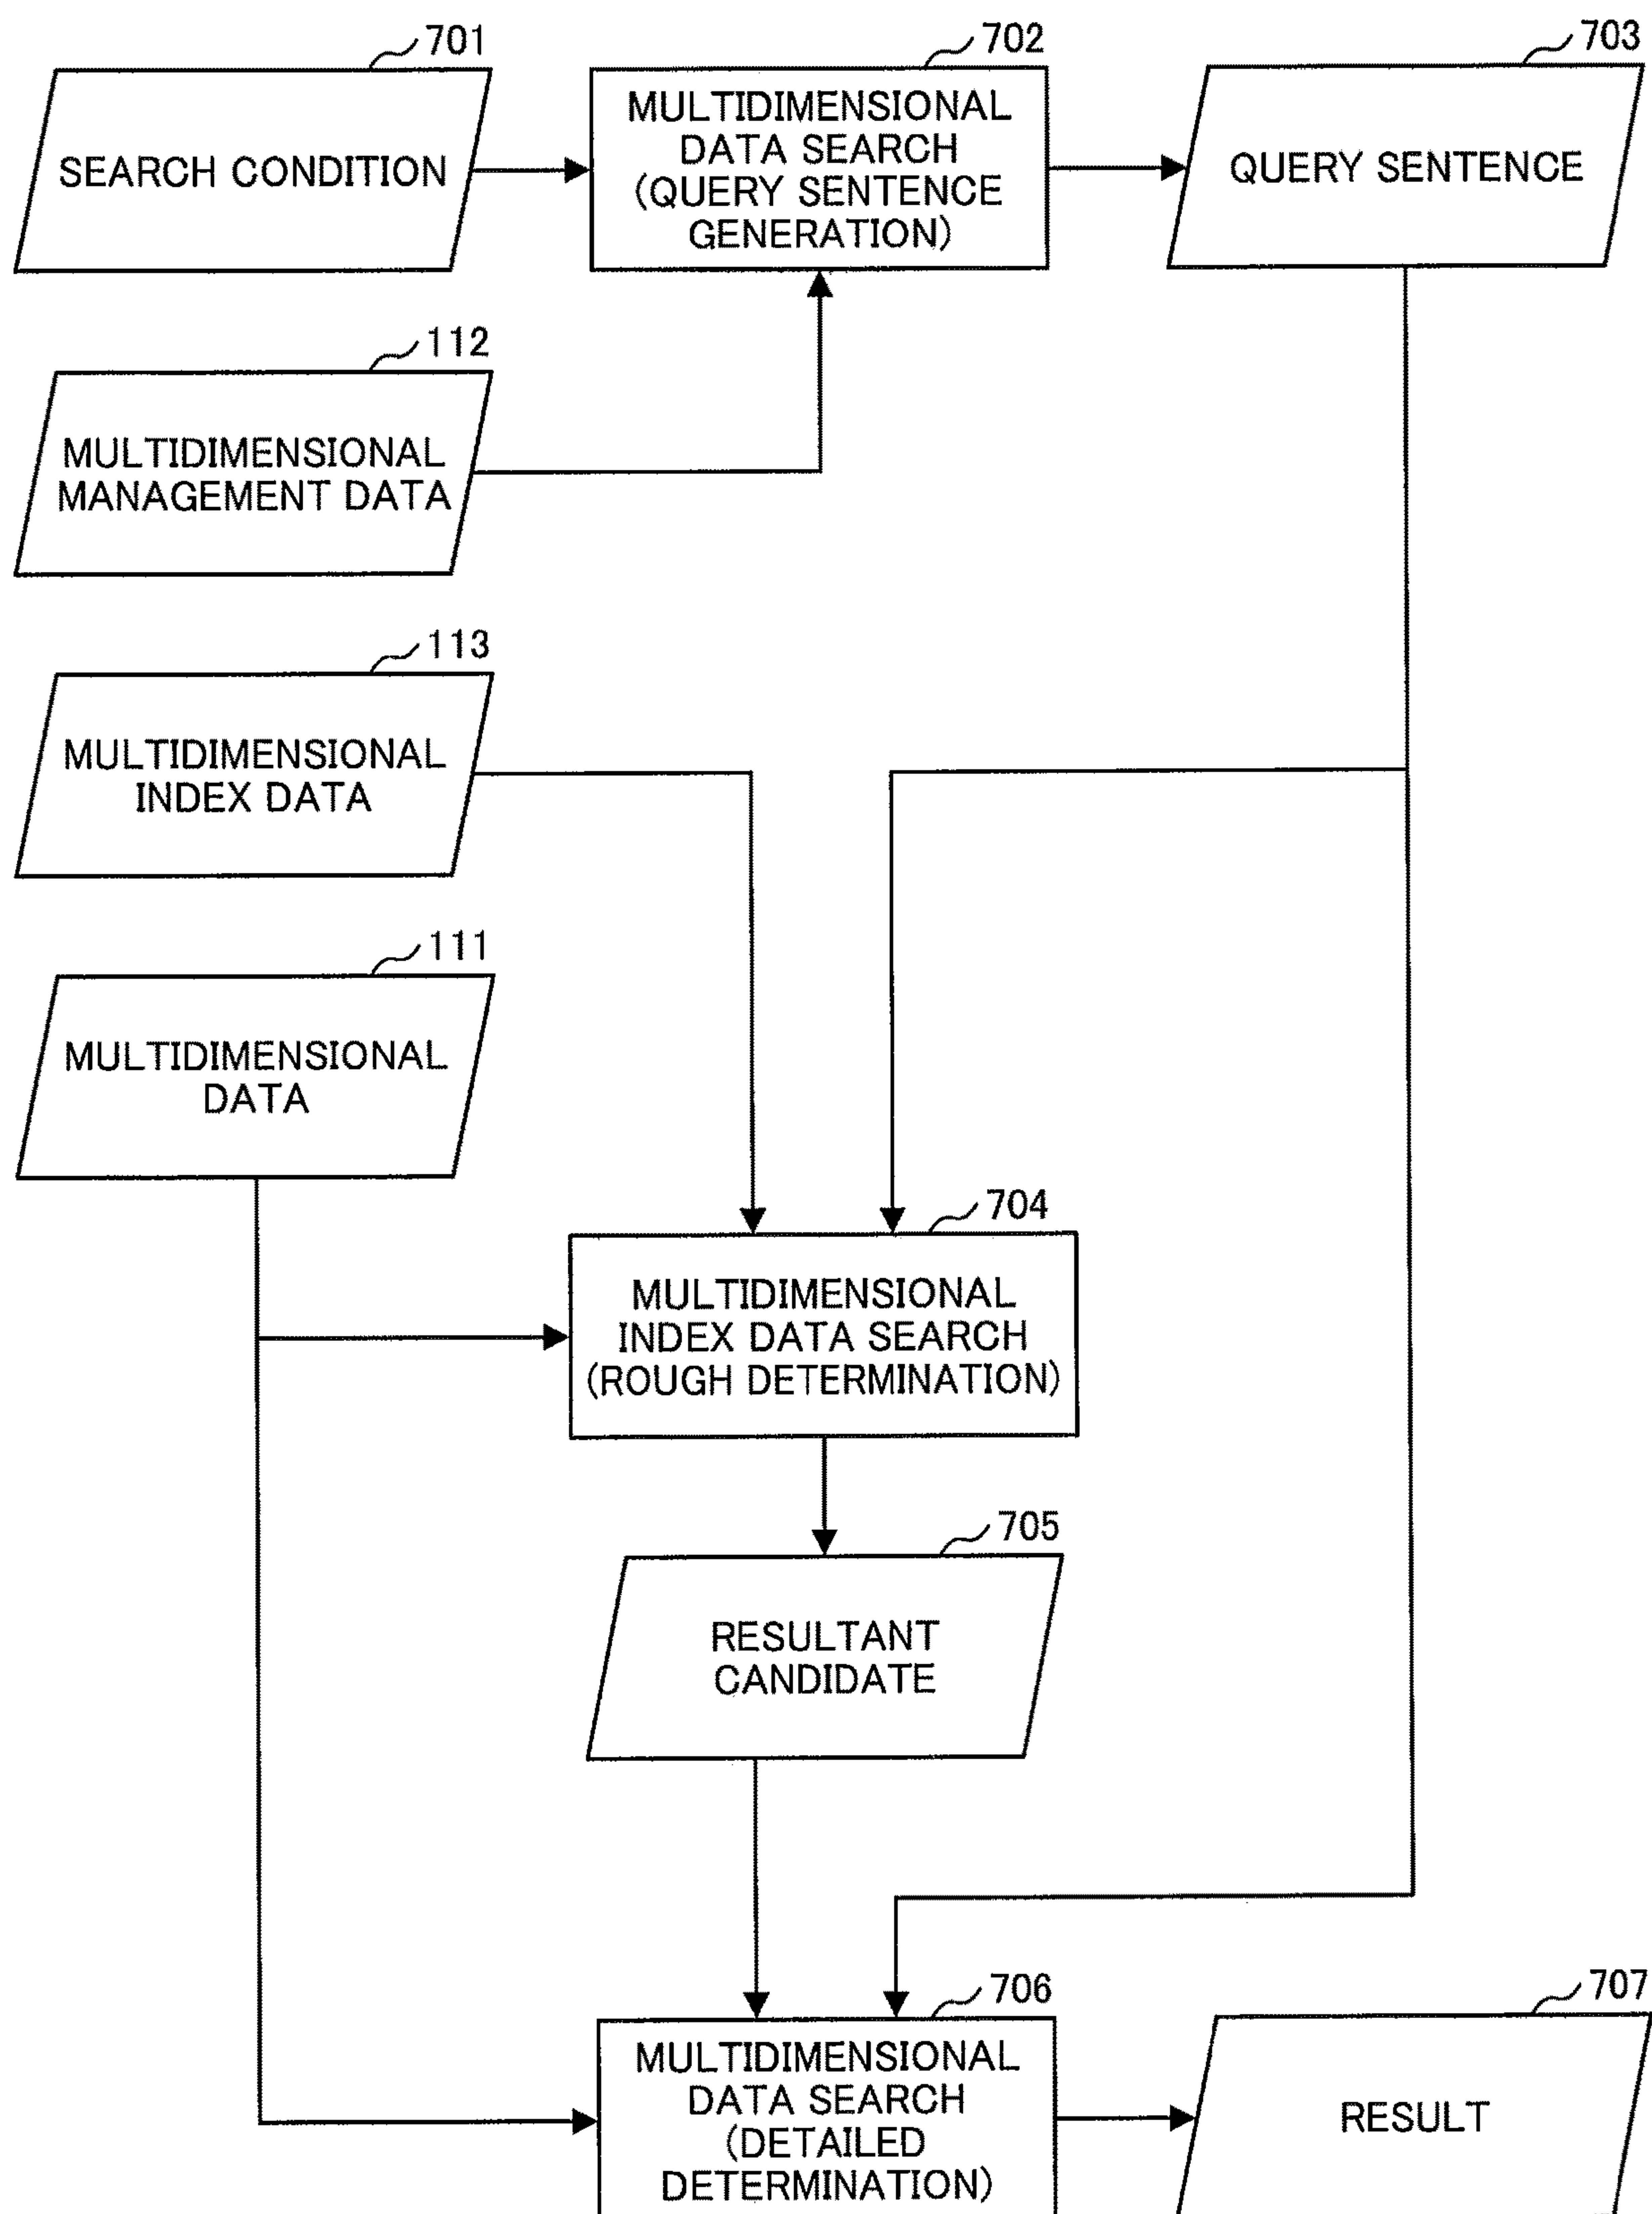 701
SEARCH CONDITION
702
MULTIDIMENSIONAL
DATA SEARCH
(QUERY SENTENCE
GENERATION)
703
QUERY SENTENCE
112
MULTIDIMENSIONAL
MANAGEMENT DATA
113
MULTIDIMENSIONAL
INDEX DATA
111
MULTIDIMENSIONAL
DATA
704
MULTIDIMENSIONAL
INDEX DATA SEARCH
(ROUGH DETERMINATION)
705
RESULTANT
CANDIDATE
706
MULTIDIMENSIONAL
DATA SEARCH
(DETAILED
DETERMINATION)
707
RESULT